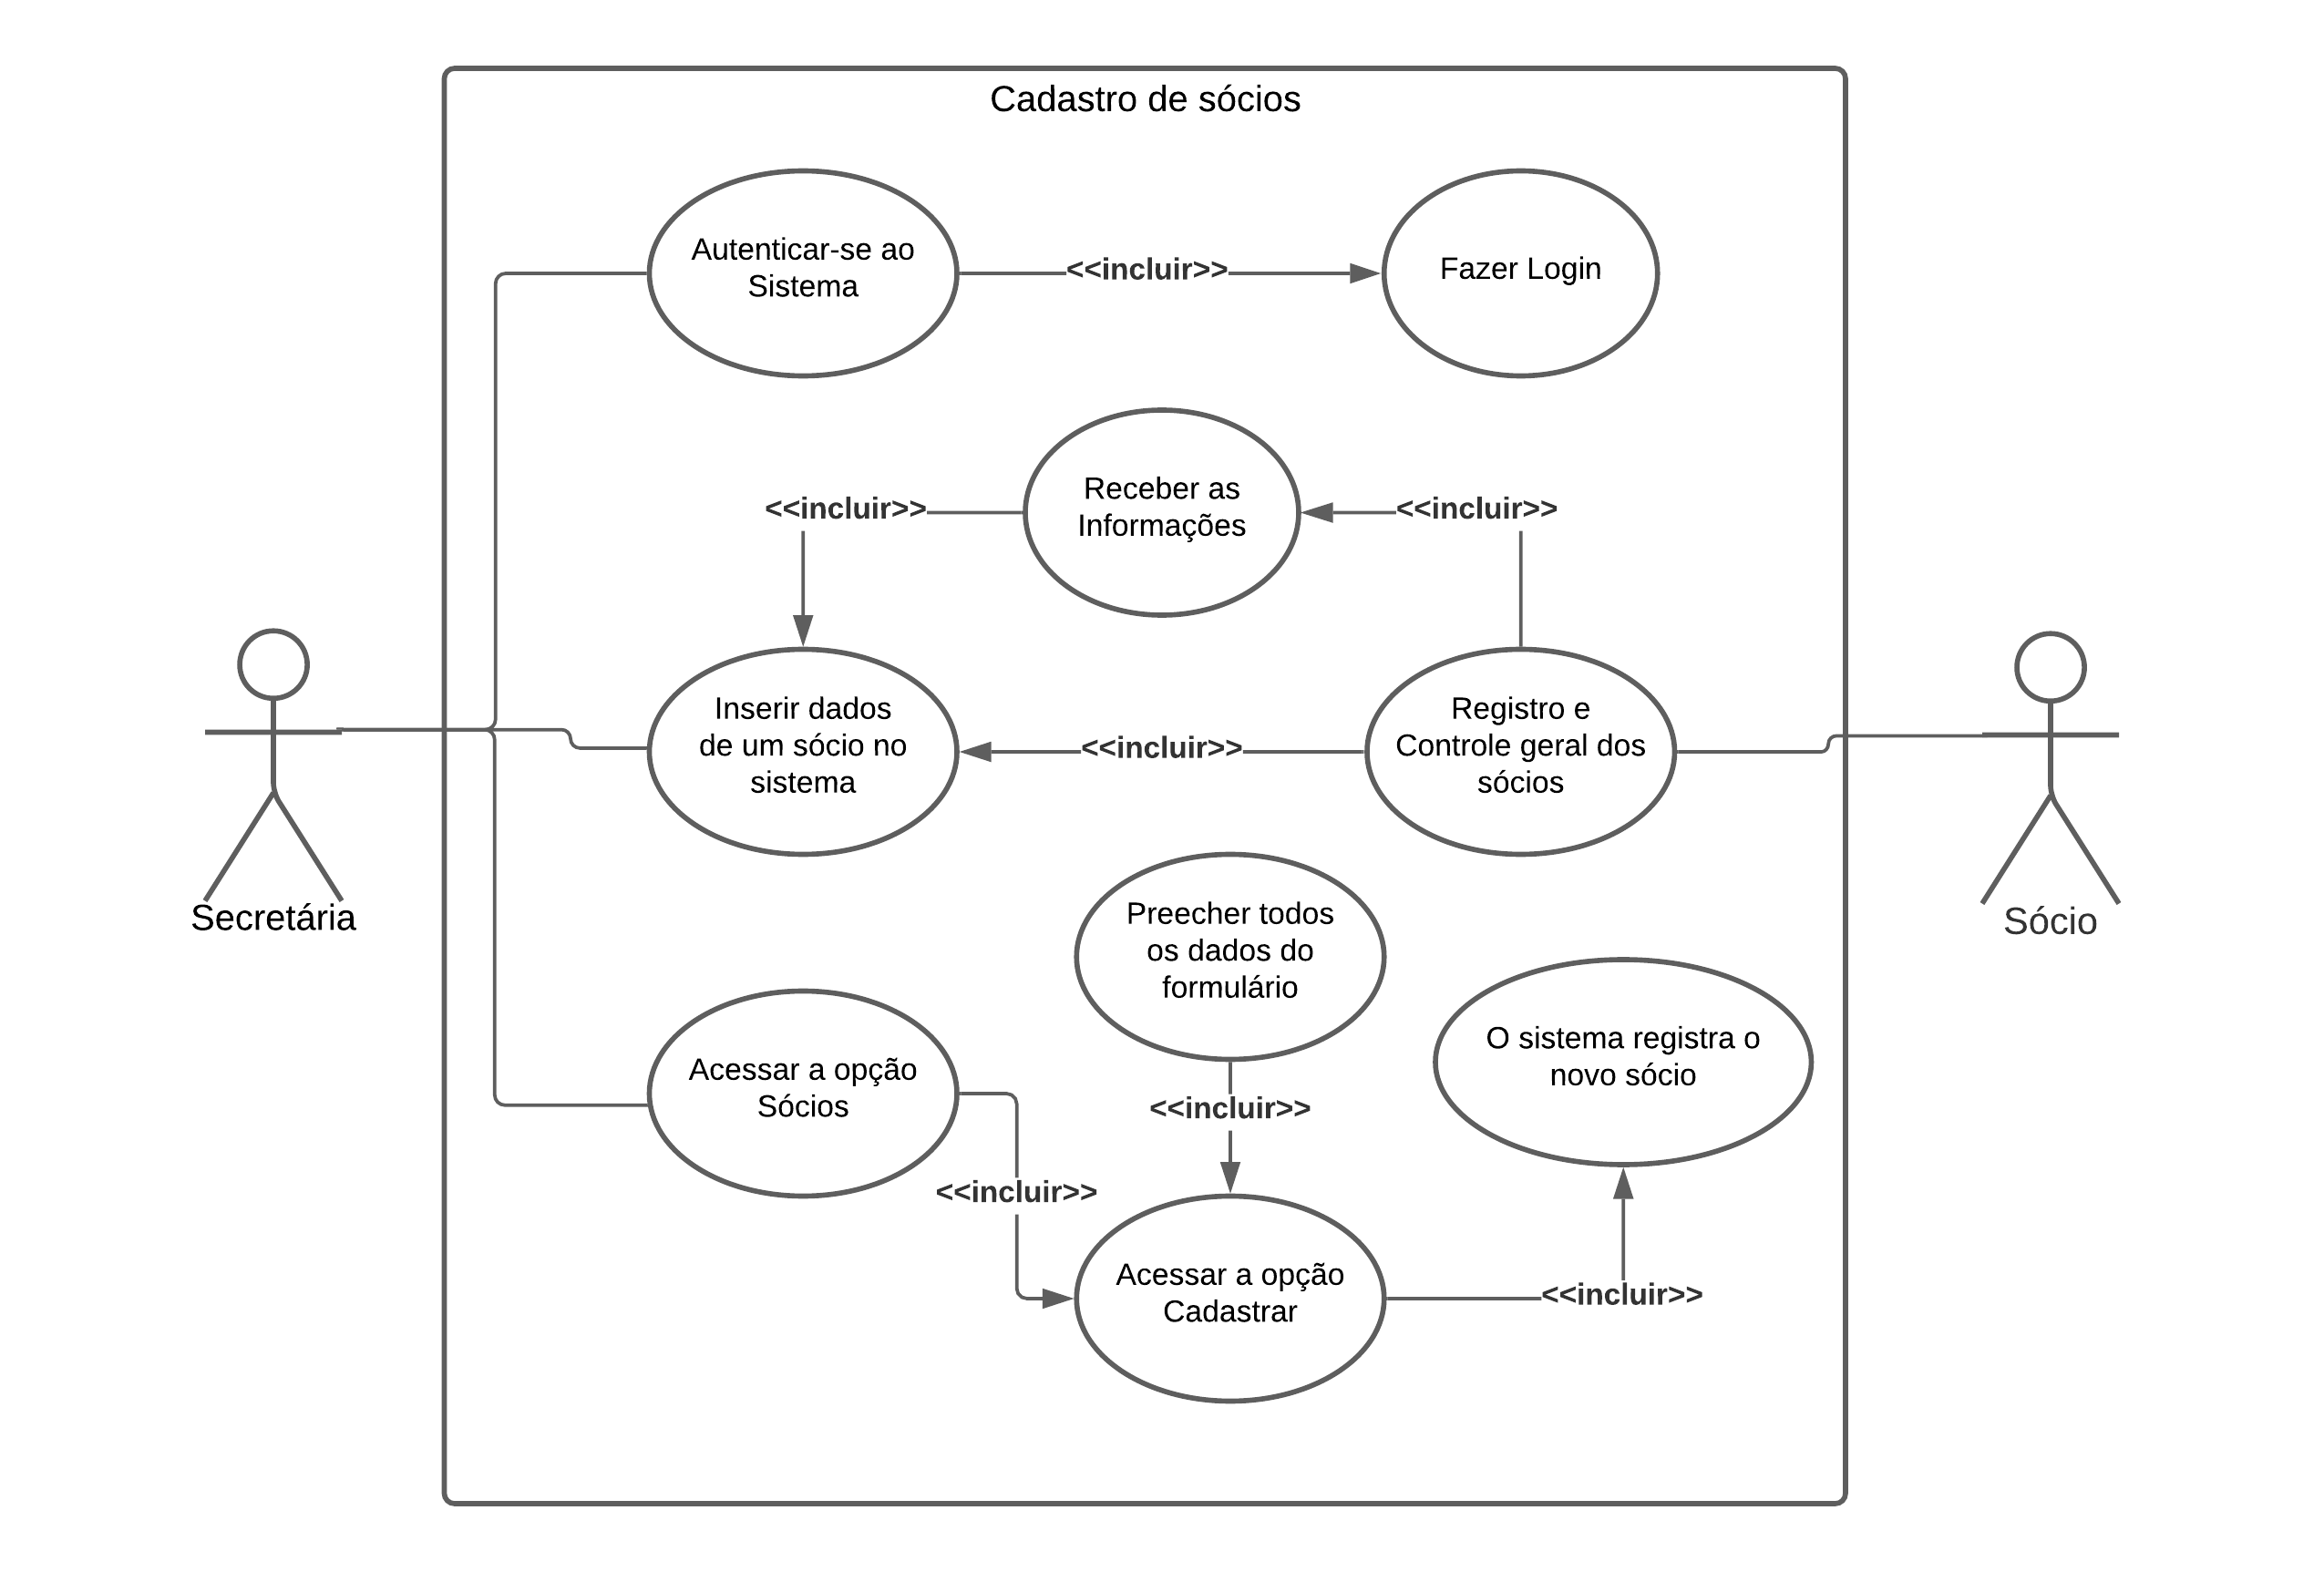 Cadastro de sócios
Autenticar-se ao
Sistema
<<incluir>>
Fazer Login
Receber as
Informações
<<incluir>>
<<incluir>>
Inserir dados
de um sócio no
sistema
<<incluir>>
Registro e
Controle geral dos
sócios
Secretária
Sócio
Preecher todos
os dados do
formulário
O sistema registra o
novo sócio
Acessar a opção
Sócios
<<incluir>>
<<incluir>>
Acessar a opção
Cadastrar
<<incluir>>